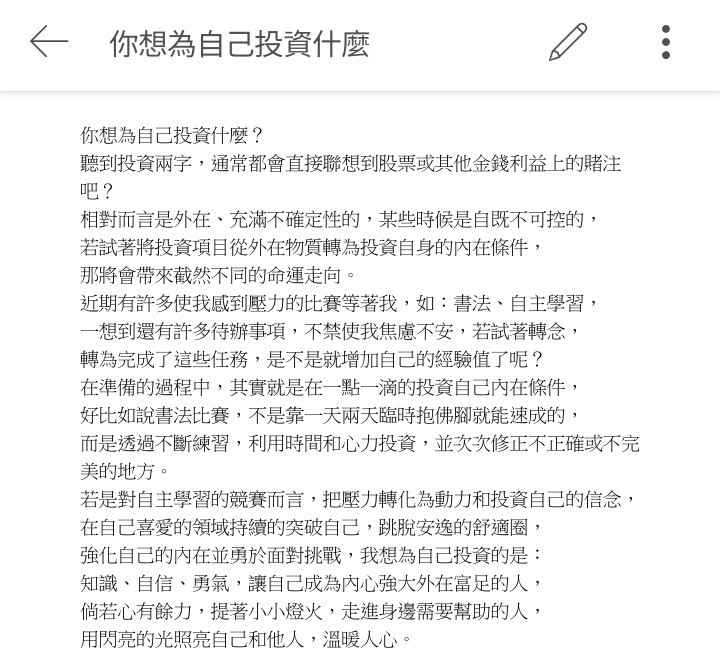 你想為自己投資什麼
你想為自己投資什麼？
聽到投資兩字，通常都會直接聯想到股票或其他金錢利益上的賭注
吧？
相對而言是外在、充滿不確定性的，某些時候是自既不可控的，
若試著將投資項目從外在物質轉為投資自身的內在條件，
那將會帶來截然不同的命運走向。
近期有許多使我感到壓力的比賽等著我，如：書法、自主學習，
一想到還有許多待辦事項，不禁使我焦慮不安，若試著轉念，
轉為完成了這些任務，是不是就增加自己的經驗值了呢？
在準備的過程中，其實就是在一點一滴的投資自己內在條件，
好比如說書法比賽，不是靠一天兩天臨時抱佛腳就能速成的，
而是透過不斷練習，利用時間和心力投資，並次次修正不正確或不完
美的地方。
若是對自主學習的競賽而言，把壓力轉化為動力和投資自己的信念，
在自己喜愛的領域持續的突破自己，跳脫安逸的舒適圈，
強化自己的內在並勇於面對挑戰，我想為自己投資的是：
知識、自信、勇氣，讓自己成為內心強大外在富足的人，
倘若心有餘力，提著小小燈火，走進身邊需要幫助的人，
用閃亮的光照亮自己和他人，溫暖人心。